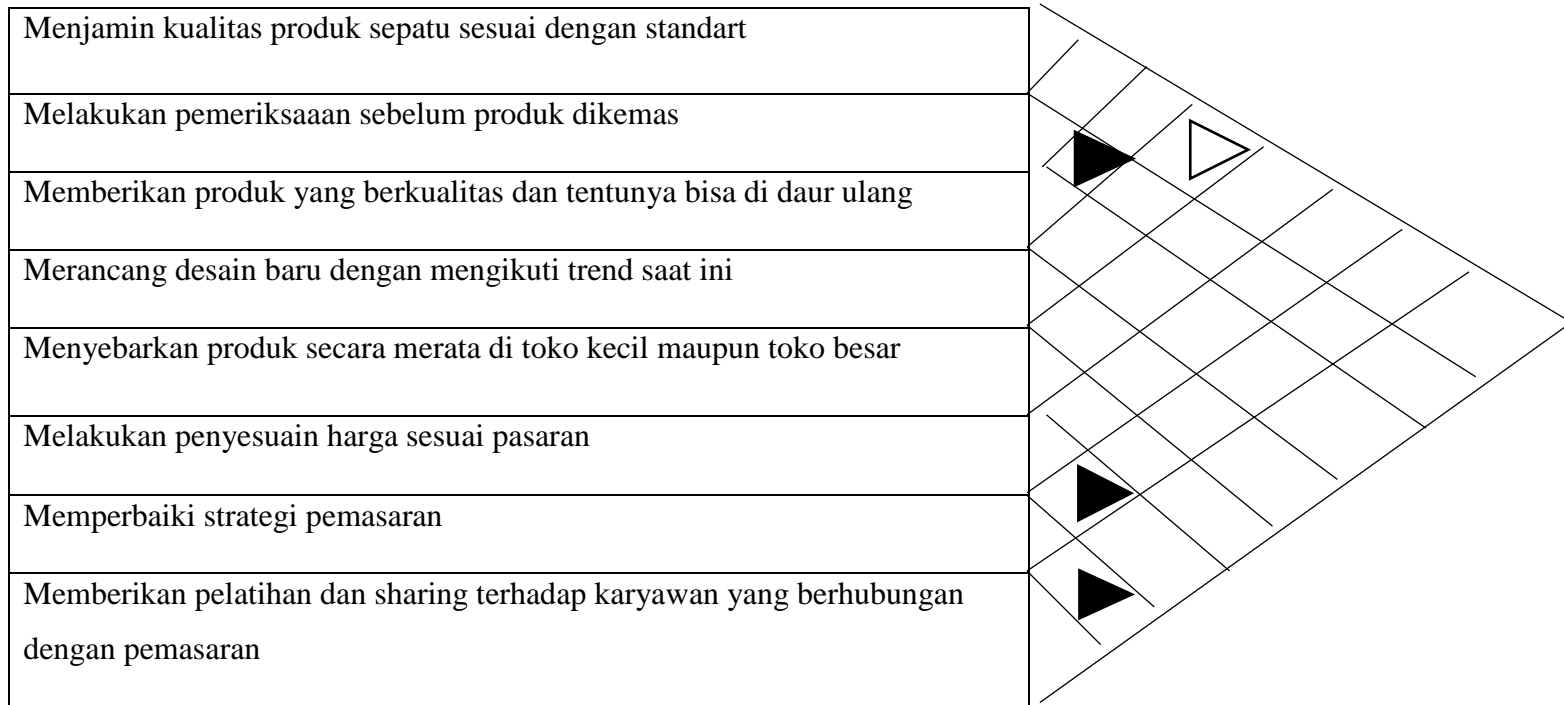 Menjamin kualitas produk sepatu sesuai dengan standart
Melakukan pemeriksaaan sebelum produk dikemas
Memberikan produk yang berkualitas dan tentunya bisa di daur ulang
Merancang desain baru dengan mengikuti trend saat ini
Menyebarkan produk secara merata di toko kecil maupun toko besar
Melakukan penyesuain harga sesuai pasaran
Memperbaiki strategi pemasaran
Memberikan pelatihan dan sharing terhadap karyawan yang berhubungan
dengan pemasaran